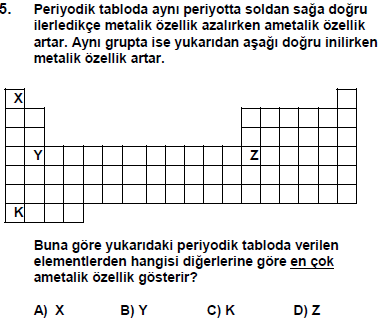 5. Periyodik tabloda aynı periyotta soldan sağa doğru
ilerledikçe metalik özellik azalırken ametalik özellik
artar. Aynı grupta ise yukarıdan aşağı doğru inilirken
metalik özellik artar.
X
Y Z
K
Buna göre yukarıdaki periyodik tabloda verilen
elementlerden hangisi diğerlerine göre en çok
ametalik özellik gösterir?
A) X B) Y C) K D) Z